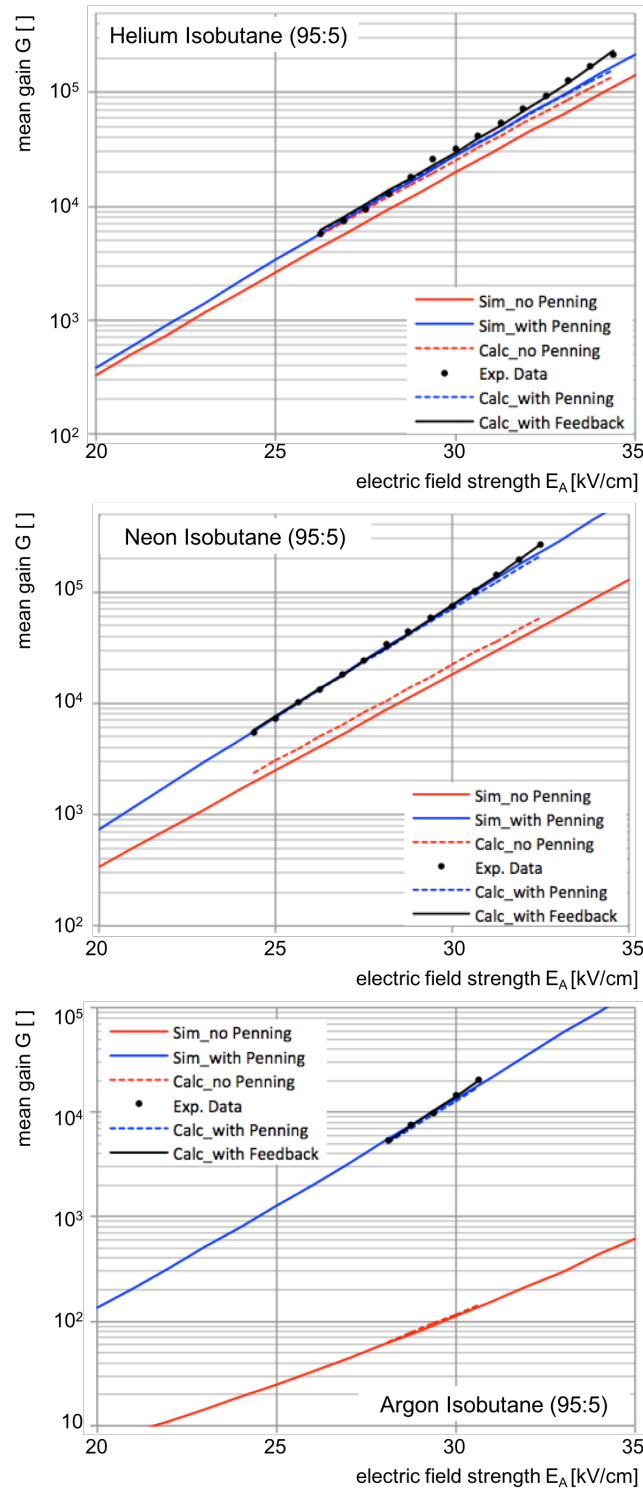 Helium Isobutane (95:5)
mean gain G [ ]
10^5
10^4
10^3
10^2
Sim_no Penning
Sim_with Penning
Calc_no Penning
Exp. Data
Calc_with Penning
Calc_with Feedback
20
25
30
35
electric field strength E_A [kV/cm]
Neon Isobutane (95:5)
mean gain G [ ]
10^5
10^4
10^3
10^2
Sim_no Penning
Sim_with Penning
Calc_no Penning
Exp. Data
Calc_with Penning
Calc_with Feedback
20
25
30
35
electric field strength E_A [kV/cm]
mean gain G [ ]
10^5
10^4
10^3
10^2
10
Sim_no Penning
Sim_with Penning
Calc_no Penning
Exp. Data
Calc_with Penning
Calc_with Feedback
Argon Isobutane (95:5)
20
25
30
35
electric field strength E_A [kV/cm]